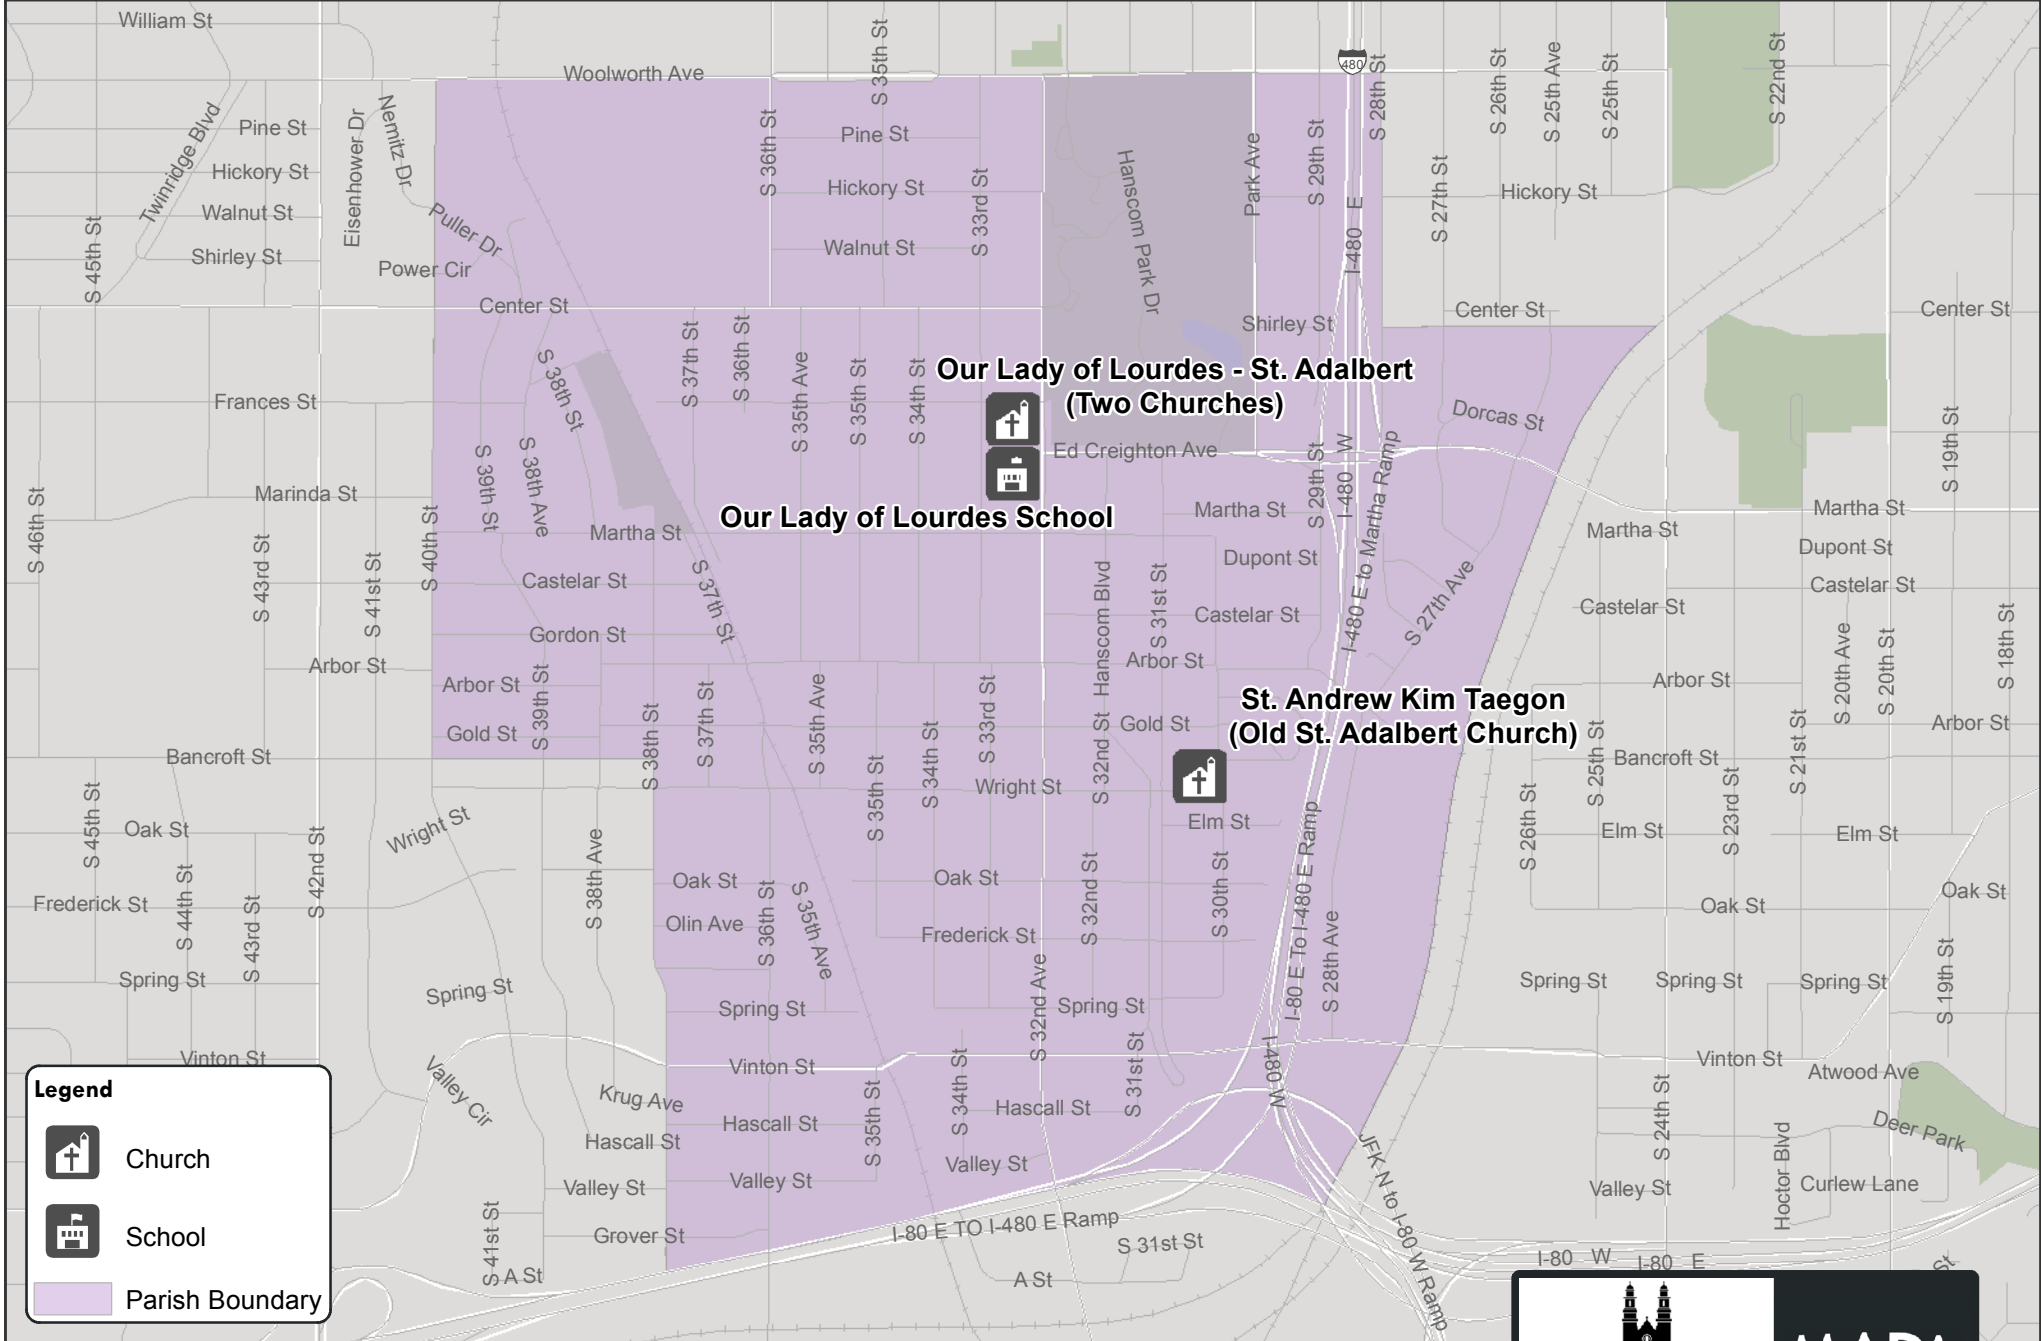 William St
Woolworth Ave
S 35th St
480
S 28th St
S 26th St
S 25th Ave
S 25th St
S 22nd St
Twinridge Blvd
Pine St
Eisenhower Dr
Nemitz Dr
S 36th St
Pine St
Hanscom Park Dr
Park Ave
S 29th St
S 27th St
Hickory St
Hickory St
Hickory St
S 33rd St
Walnut St
Puller Dr
Walnut St
I-480 E
S 45th St
Shirley St
Power Cir
Center St
Shirley St
Center St
Center St
S 37th St
S 36th St
S 35th Ave
S 35th St
S 34th St
S 38th St
Our Lady of Lourdes - St. Adalbert
(Two Churches)
Frances St
Dorcas St
S 19th St
S 39th St
S 38th Ave
Ed Creighton Ave
S 29th St
I-480 W
I-480 E to Martha Ramp
S 46th St
Marinda St
S 40th St
Our Lady of Lourdes School
Martha St
Martha St
Martha St
Martha St
S 43rd St
S 41st St
Dupont St
Dupont St
Castelar St
S 37th St
Hanscom Blvd
S 31st St
Castelar St
S 27th Ave
Castelar St
Castelar St
Gordon St
S 20th Ave
S 20th St
S 18th St
Arbor St
Arbor St
Arbor St
Arbor St
S 39th St
S 38th St
S 37th St
S 35th Ave
S 34th St
S 33rd St
S 32nd St
St. Andrew Kim Taegon
(Old St. Adalbert Church)
Gold St
Gold St
Arbor St
Bancroft St
S 25th St
Bancroft St
S 21st St
S 45th St
Wright St
S 35th St
Wright St
S 26th St
S 23rd St
Oak St
S 42nd St
S 38th Ave
Elm St
Elm St
Elm St
I-80 E To I-480 E Ramp
S 44th St
Frederick St
S 43rd St
Oak St
S 36th St
S 35th Ave
Oak St
S 32nd St
S 30th St
Oak St
Oak St
Olin Ave
Frederick St
S 28th Ave
S 19th St
Spring St
Spring St
Spring St
S 32nd Ave
Spring St
Spring St
Spring St
Spring St
Vinton St
Valley Cir
Vinton St
S 34th St
S 31st St
I-480 W
Vinton St
Atwood Ave
Krug Ave
Hascall St
Hascall St
S 35th St
Hascall St
S 24th St
Hoctor Blvd
Deer Park
Valley St
Valley St
Valley St
JFK N to I-80 W Ramp
Valley St
Curlew Lane
S 41st St
Grover St
I-80 E TO I-480 E Ramp
S 31st St
I-80 W
I-80 E
St
A St
A St
Legend
Church
School
Parish Boundary